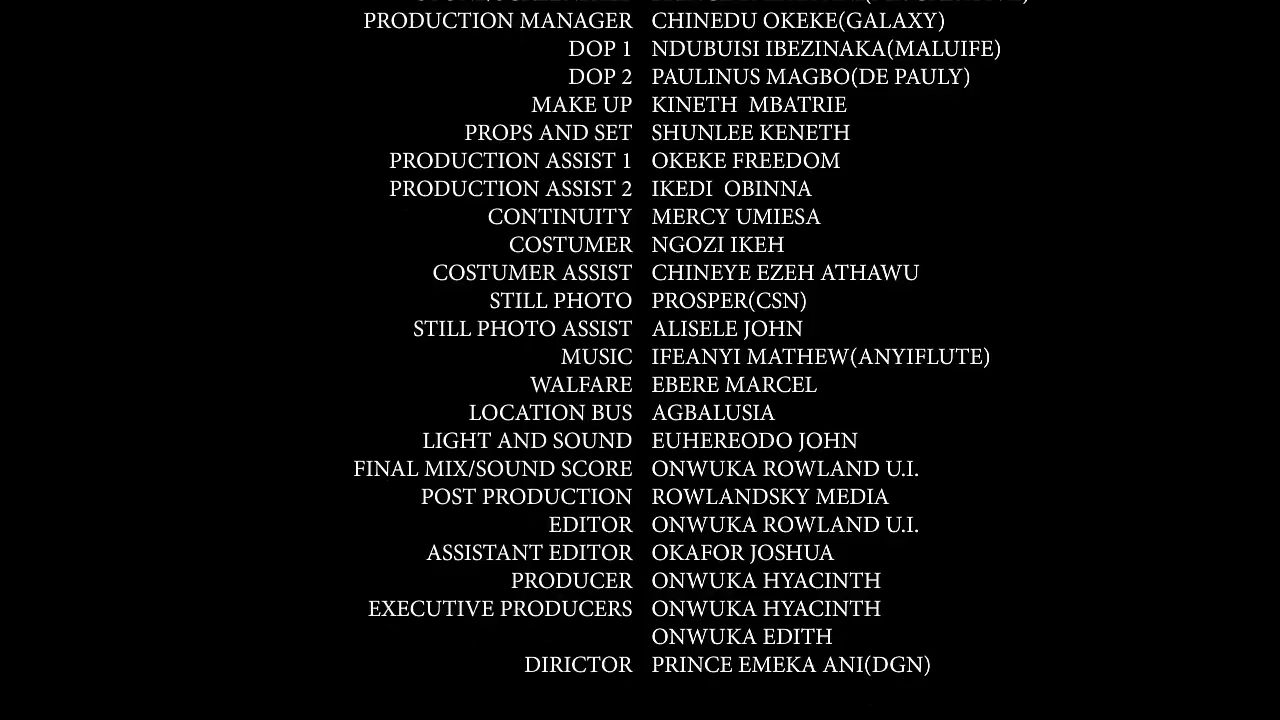 PRODUCTION MANAGER CHINEDU OKEKE(GALAXY)
DOP 1 NDUBUISI IBEZINAKA(MALUIFE)
DOP 2 PAULINUS MAGBO(DE PAULY)
MAKE UP KINETH MBATRIE
PROPS AND SET SHUNLEE KENETH
PRODUCTION ASSIST 1 OKEKE FREEDOM
PRODUCTION ASSIST 2 IKEDI OBINNA
CONTINUITY MERCY UMIESA
COSTUMER NGOZI IKEH
COSTUMER ASSIST CHINEYE EZEH ATHAWU
STILL PHOTO PROSPER(CSN)
STILL PHOTO ASSIST ALISELE JOHN
MUSIC IFEANYI MATHEW(ANYIFLUTE)
WALFARE EBERE MARCEL
LOCATION BUS AGBALUSIA
LIGHT AND SOUND EUHEREODO JOHN
FINAL MIX/SOUND SCORE ONWUKA ROWLAND U.I.
POST PRODUCTION ROWLANDSKY MEDIA
EDITOR ONWUKA ROWLAND U.I.
ASSISTANT EDITOR OKAFOR JOSHUA
PRODUCER ONWUKA HYACINTH
EXECUTIVE PRODUCERS ONWUKA HYACINTH
ONWUKA EDITH
DIRICTOR PRINCE EMEKA ANI(DGN)